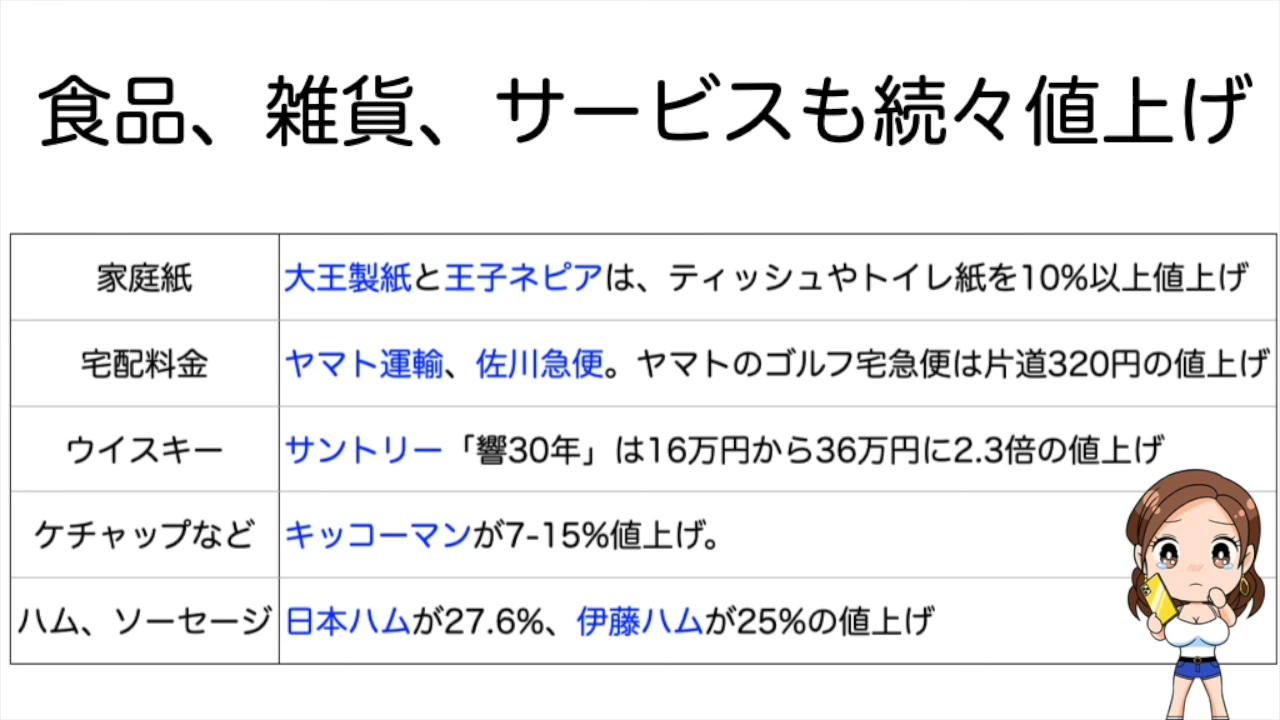 食品、雑貨、サービスも続々値上げ
家庭紙
大王製紙と王子ネピアは、ティッシュやトイレ紙を10%以上値上げ
宅配料金
ヤマト運輸、佐川急便。ヤマトのゴルフ宅急便は片道320円の値上げ
ウイスキー
サントリー「響30年」は16万円から36万円に2.3倍の値上げ
ケチャップなど
キッコーマンが7-15%値上げ。
ハム、ソーセージ
日本ハムが27.6%、伊藤ハムが25%の値上げ